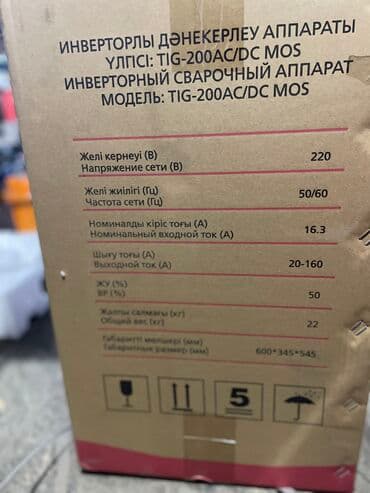 ИНВЕРТОРЛЫ ДӘНЕКЕРЛЕУ АППАРАТЫ
ҮЛГІСІ: TIG-200AC/DC MOS
ИНВЕРТОРНЫЙ СВАРОЧНЫЙ АППАРАТ
МОДЕЛЬ: TIG-200AC/DC MOS
Желі кернеуі (В)
Напряжение сети (В) 220
Желі жиілігі (Гц)
Частота сети (Гц) 50/60
Номиналды кіріс тоғы (А)
Номинальный входной ток (А) 16.3
Шығу тоғы (А)
Выходной ток (А) 20-160
ЖУ (%)
ВР (%) 50
Жалпы салмағы (кг)
Общий вес (кг) 22
Габаритті мөлшері (мм)
Габаритные размер (мм) 600*345*545
5